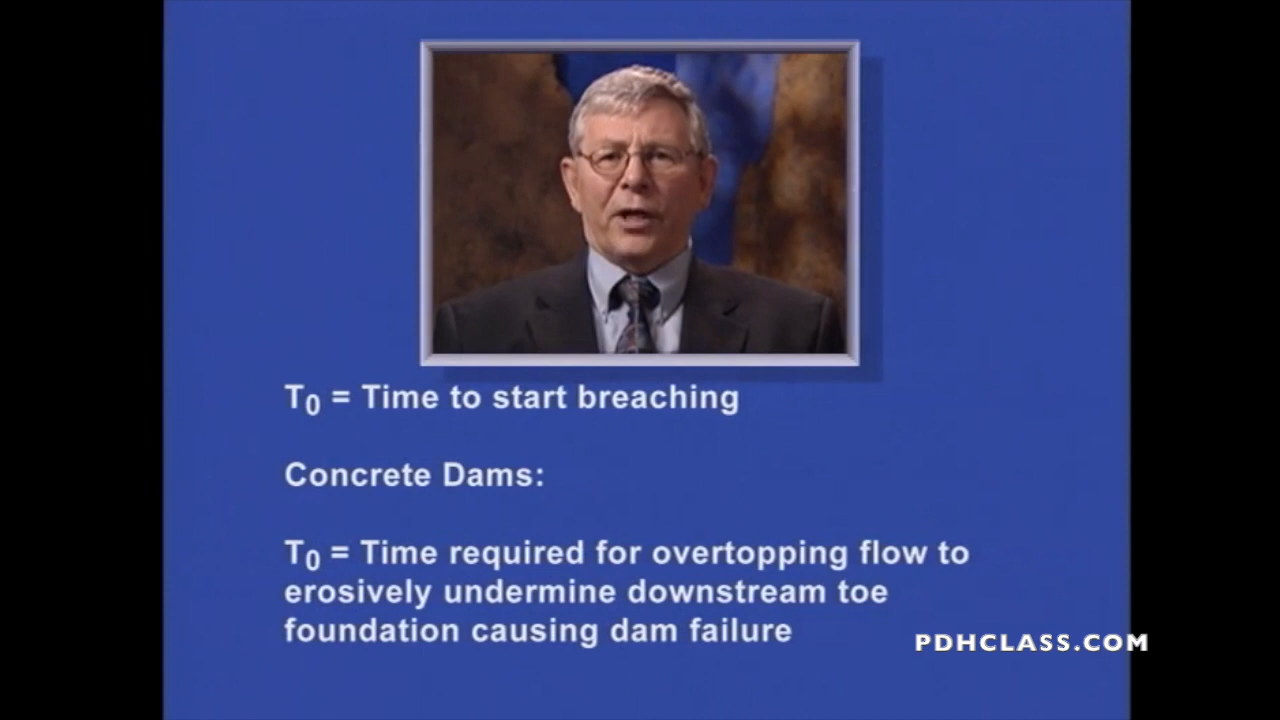 T0 = Time to start breaching
Concrete Dams:
T0 = Time required for overtopping flow to
erosively undermine downstream toe
foundation causing dam failure
PDHCLASS.COM